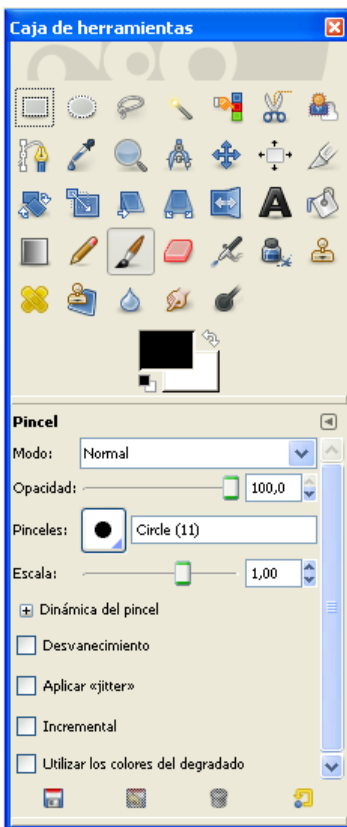 Caja de herramientas
Pincel
Modo: Normal
Opacidad: 100,0
Pinceles: Circle (11)
Escala: 1,00
Dinámica del pincel
Desvanecimiento
Aplicar «jitter»
Incremental
Utilizar los colores del degradado